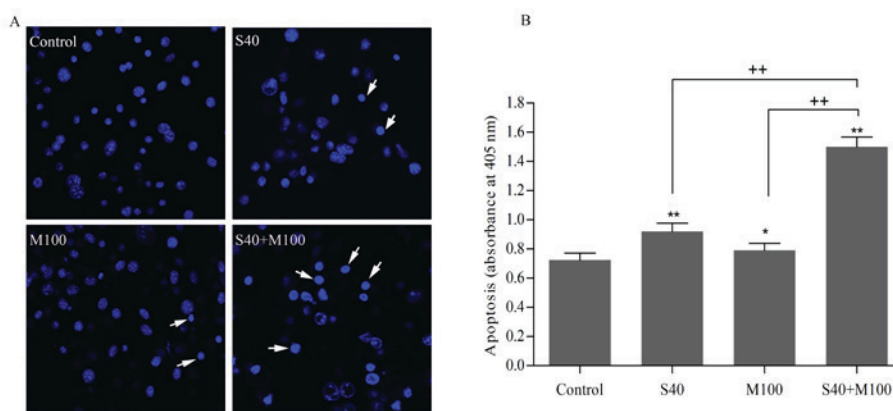 A
Control
S40
M100
S40+M100
B
Apoptosis (absorbance at 405 nm)
1.8
1.6
1.4
1.2
1.0
0.8
0.6
0.4
0.2
0.0
++
++
**
*
**
Control
S40
M100
S40+M100